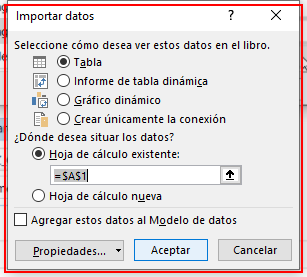 Importar datos
Seleccione cómo desea ver estos datos en el libro.
Tabla
Informe de tabla dinámica
Gráfico dinámico
Crear únicamente la conexión
¿Dónde desea situar los datos?
Hoja de cálculo existente:
=$A$1
Hoja de cálculo nueva
Agregar estos datos al Modelo de datos
Propiedades...
Aceptar
Cancelar